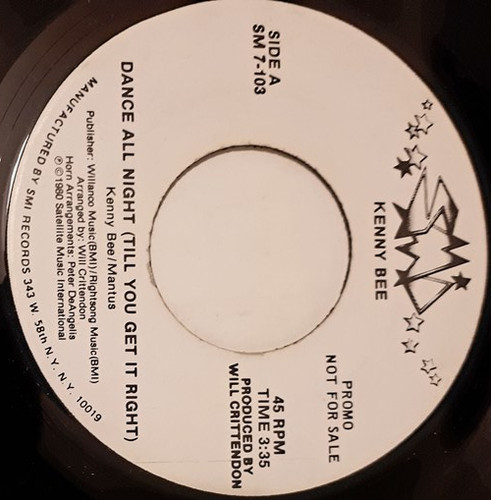 SMI
KENNY BEE
PROMO
NOT FOR SALE
SIDE A
SM 7-103
45 RPM
TIME 3:35
PRODUCED BY
WILL CRITTENDON
DANCE ALL NIGHT (TILL YOU GET IT RIGHT)
Kenny Bee/Mantus
Publisher: Willanco Music(BMI)/Rightsong Music(BMI)
Arranged by: Will Crittendon
Horn Arrangements: Peter DeAngelis
℗ © 1980 Satellite Music International
MANUFACTURED BY SMI RECORDS 343 W. 58th N.Y. N.Y. 10019